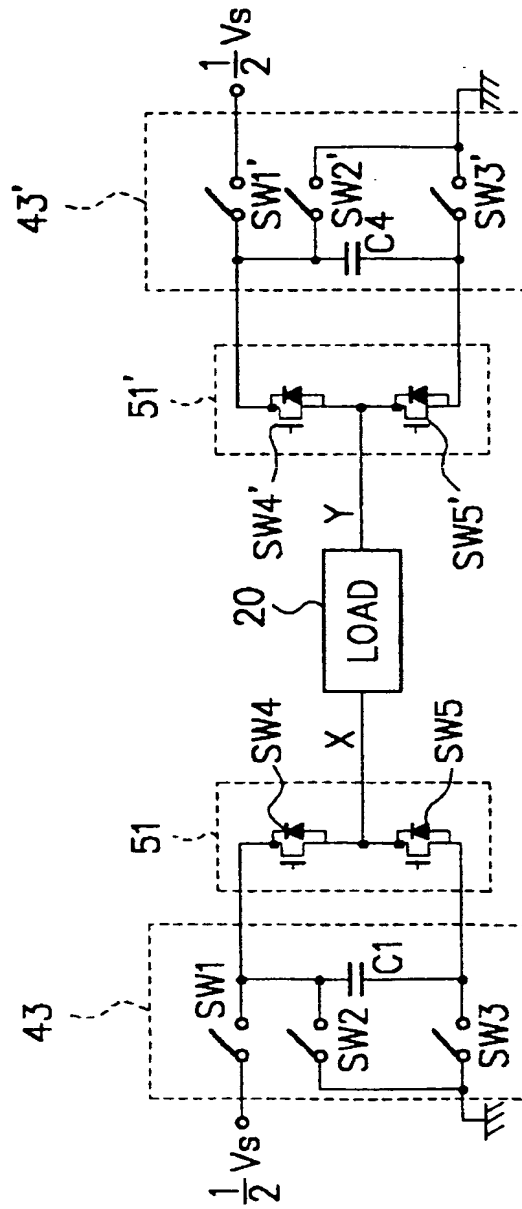 43
51
20
51'
43'
SW1
SW4
X
LOAD
Y
SW4'
SW1'
1/2 Vs
SW2
C1
SW2'
C4
1/2 Vs
SW3
SW5
SW5'
SW3'